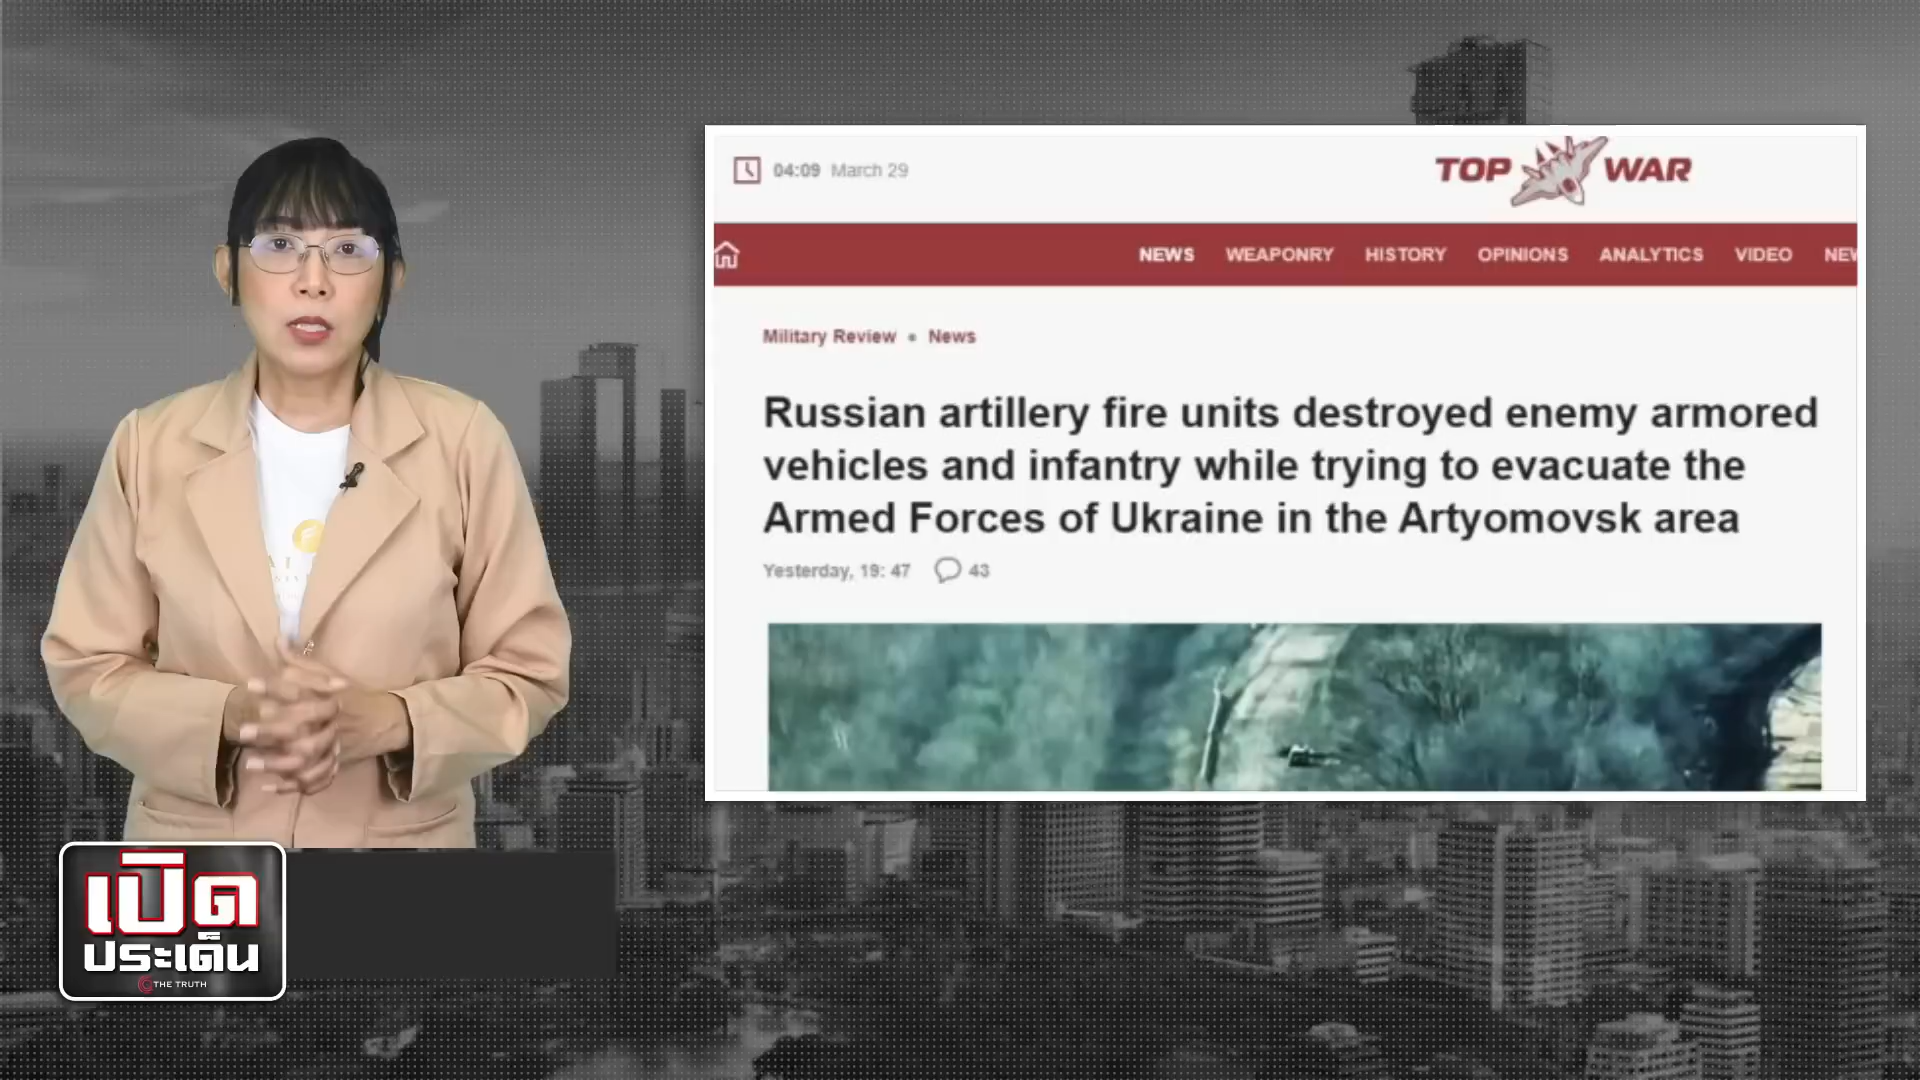 04:09 March 29
TOP WAR
NEWS WEAPONRY HISTORY OPINIONS ANALYTICS VIDEO
Military Review • News
Russian artillery fire units destroyed enemy armored
vehicles and infantry while trying to evacuate the
Armed Forces of Ukraine in the Artyomovsk area
Yesterday, 19: 47 43
เปิด
ประเด็น
THE TRUTH